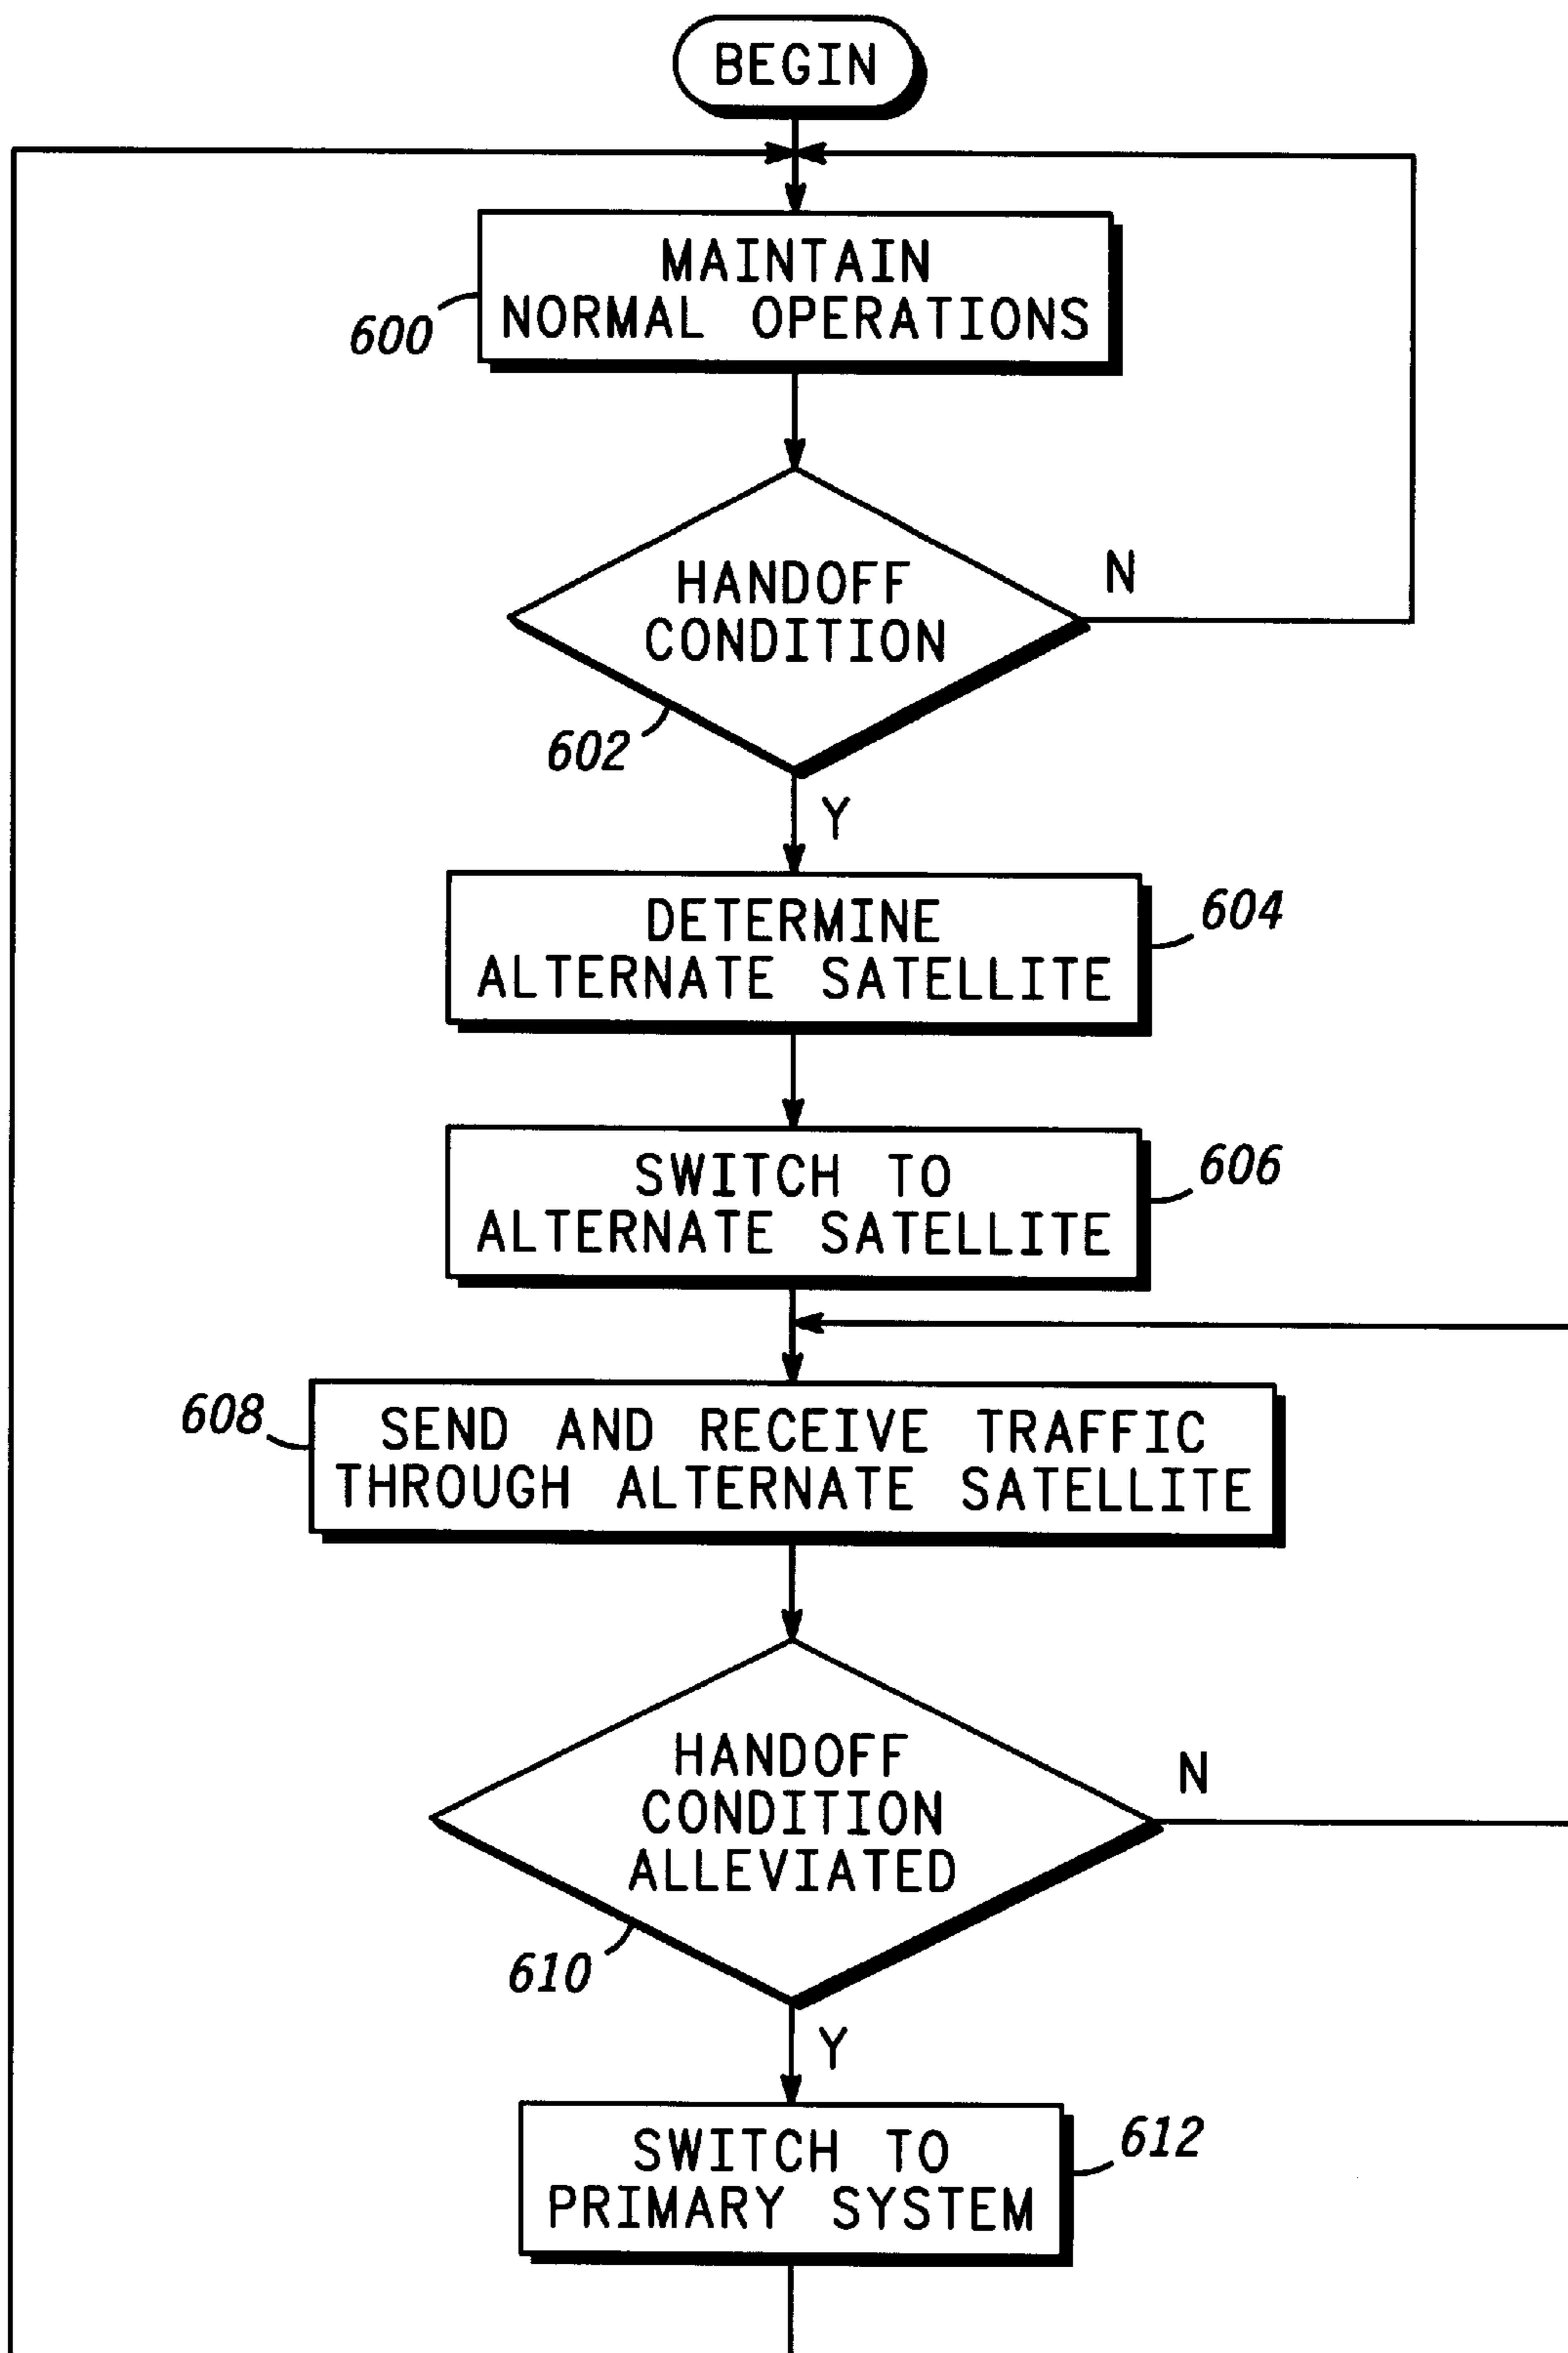 BEGIN
MAINTAIN
NORMAL OPERATIONS
600
HANDOFF
CONDITION
N
602
Y
DETERMINE
ALTERNATE SATELLITE
604
SWITCH TO
ALTERNATE SATELLITE
606
608
SEND AND RECEIVE TRAFFIC
THROUGH ALTERNATE SATELLITE
HANDOFF
CONDITION
ALLEVIATED
N
610
Y
SWITCH TO
PRIMARY SYSTEM
612